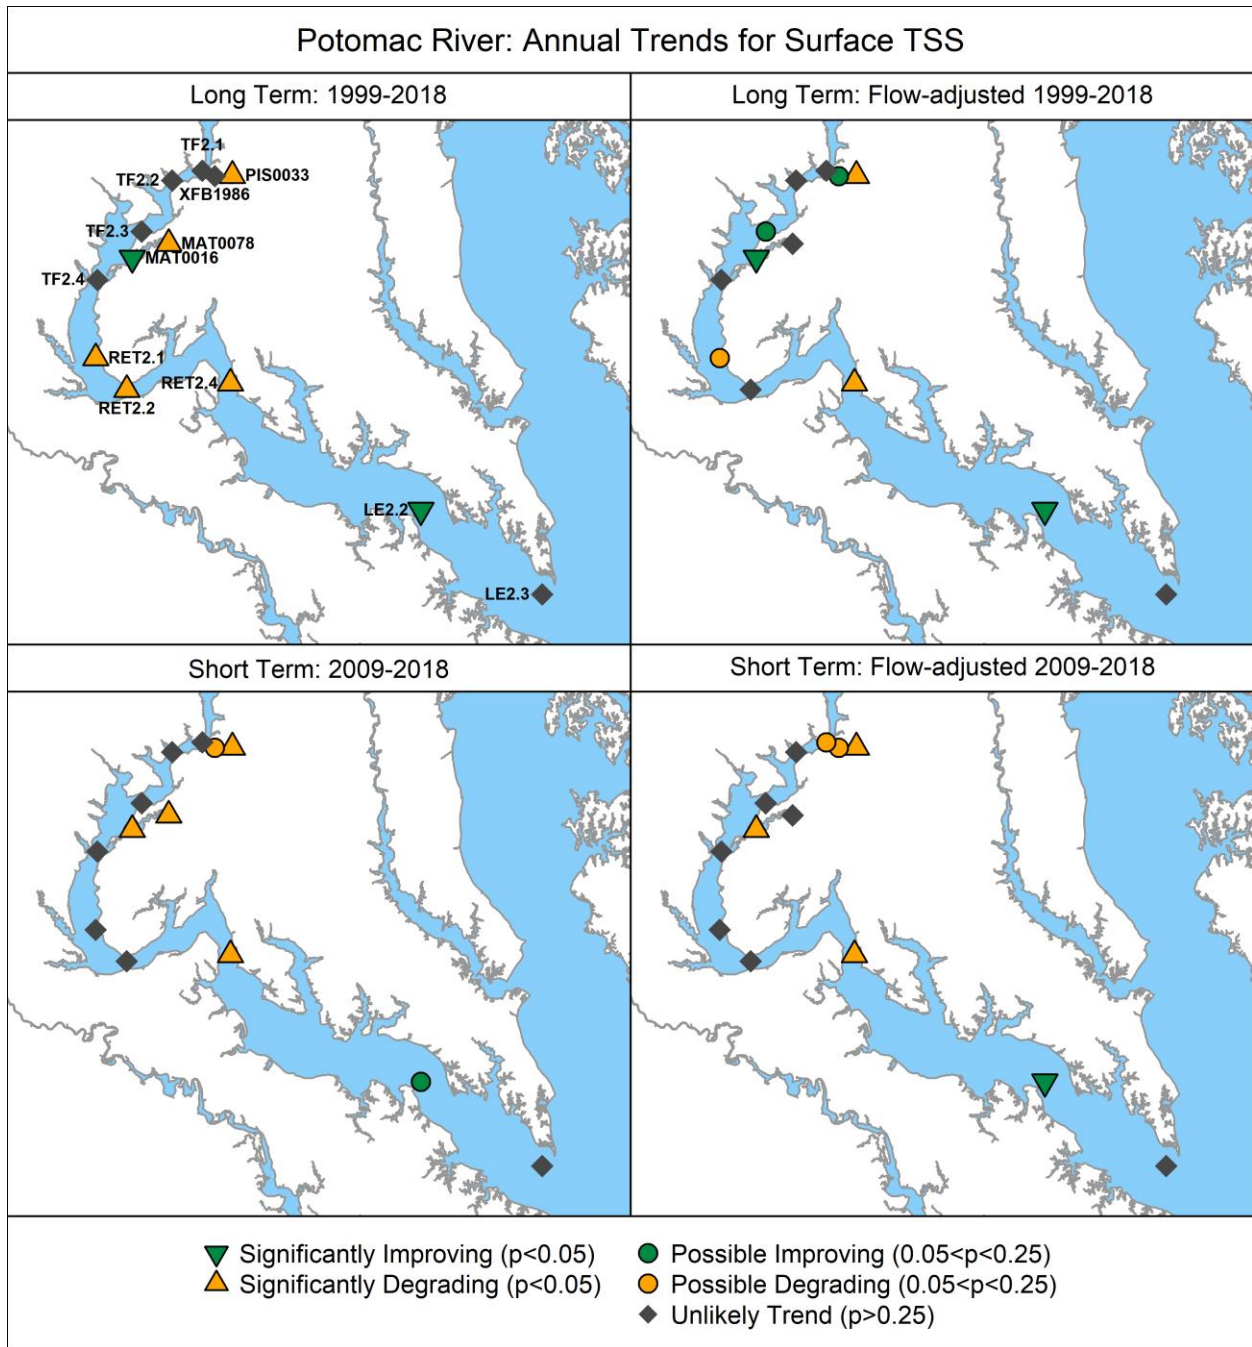 Potomac River: Annual Trends for Surface TSS
Long Term: 1999-2018
Long Term: Flow-adjusted 1999-2018
TF2.1
TF2.2
PIS0033
XFB1986
TF2.3
MAT0078
MAT0016
TF2.4
RET2.1
RET2.4
RET2.2
LE2.2
LE2.3
Short Term: 2009-2018
Short Term: Flow-adjusted 2009-2018
Significantly Improving (p<0.05)
Significantly Degrading (p<0.05)
Possible Improving (0.05<p<0.25)
Possible Degrading (0.05<p<0.25)
Unlikely Trend (p>0.25)